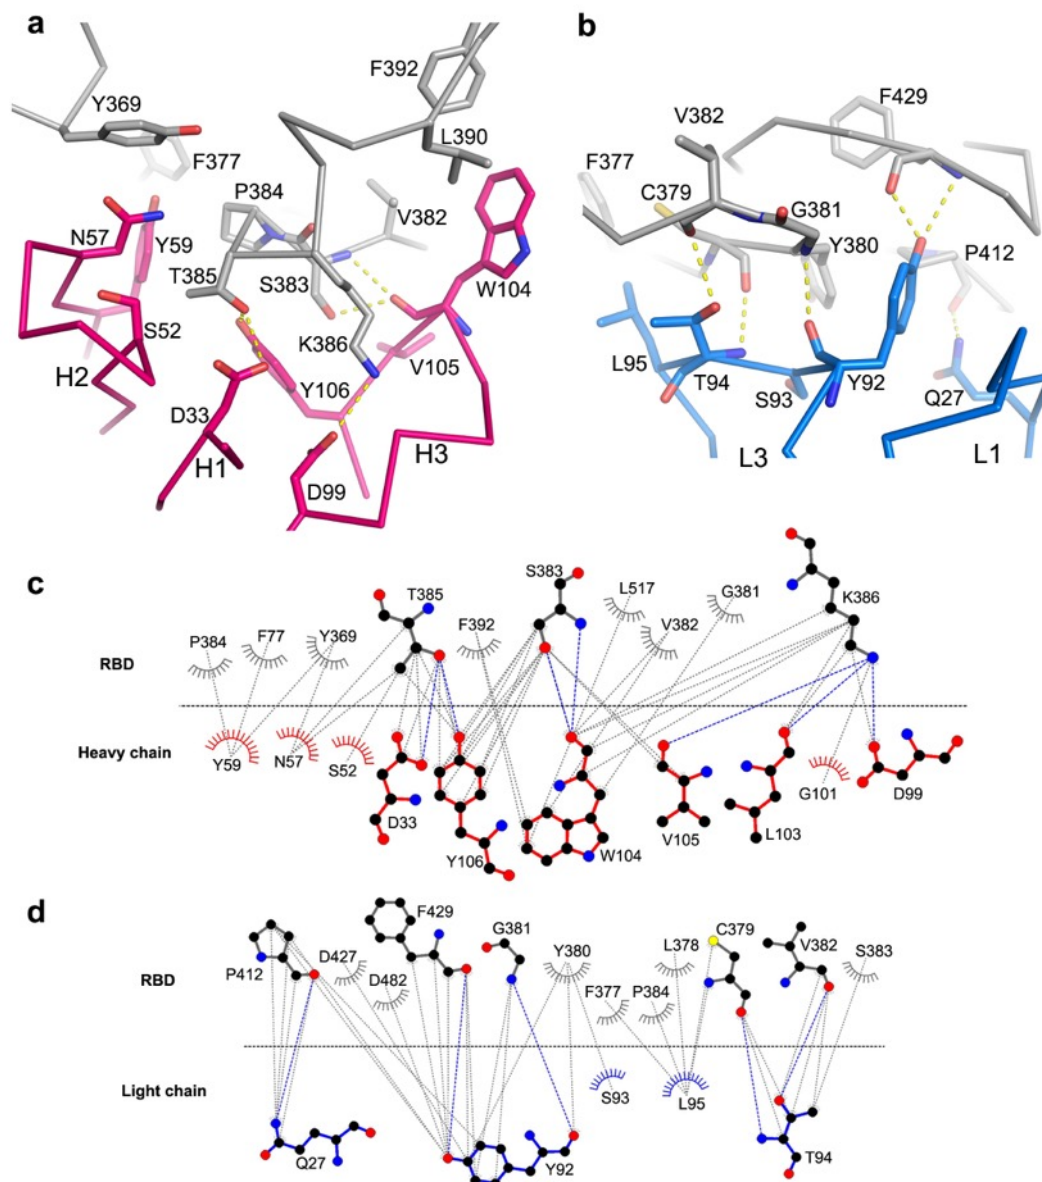 a
b
F392
Y369
F429
V382
L390
F377
F377
P384
C379
G381
V382
N57
Y59
Y380
T385
P412
S383
W104
S52
K386
V105
L95
T94
Y92
H2
Y106
S93
Q27
D33
H3
L3
L1
H1
D99
c
S383
T385
L517
G381
K386
P384
F77
Y369
F392
V382
RBD
Heavy chain
Y59
N57
S52
G101
D33
V105
L103
D99
Y106
W104
d
F429
G381
C379
V382
D427
Y380
L378
S383
P412
D482
F377
P384
RBD
Light chain
S93
L95
Q27
Y92
T94